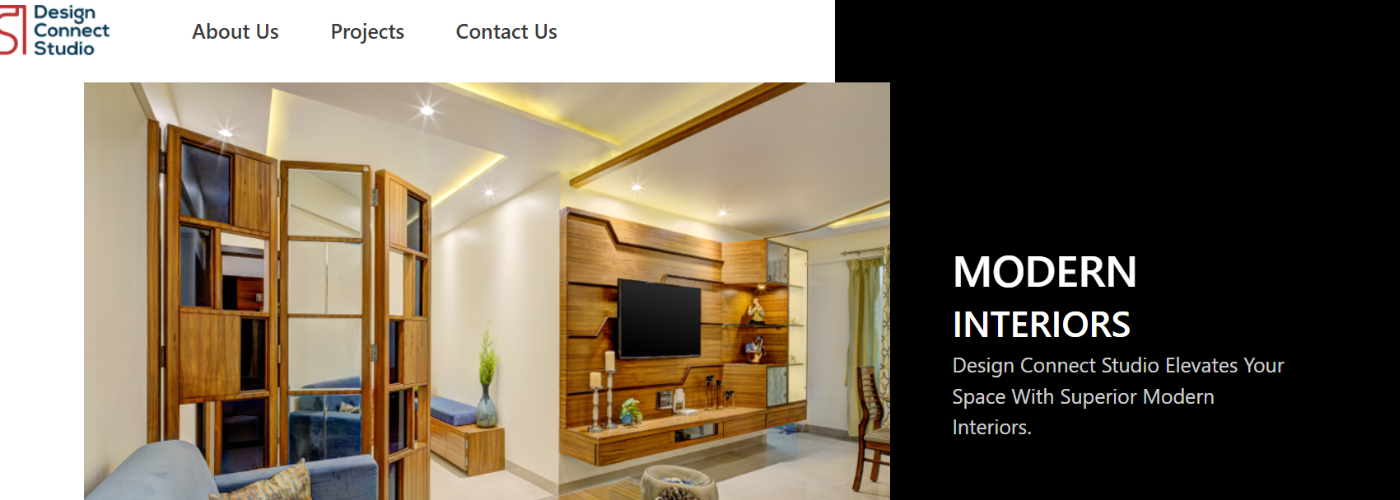 Design
Connect
Studio
About Us
Projects
Contact Us
MODERN
INTERIORS
Design Connect Studio Elevates Your
Space With Superior Modern
Interiors.